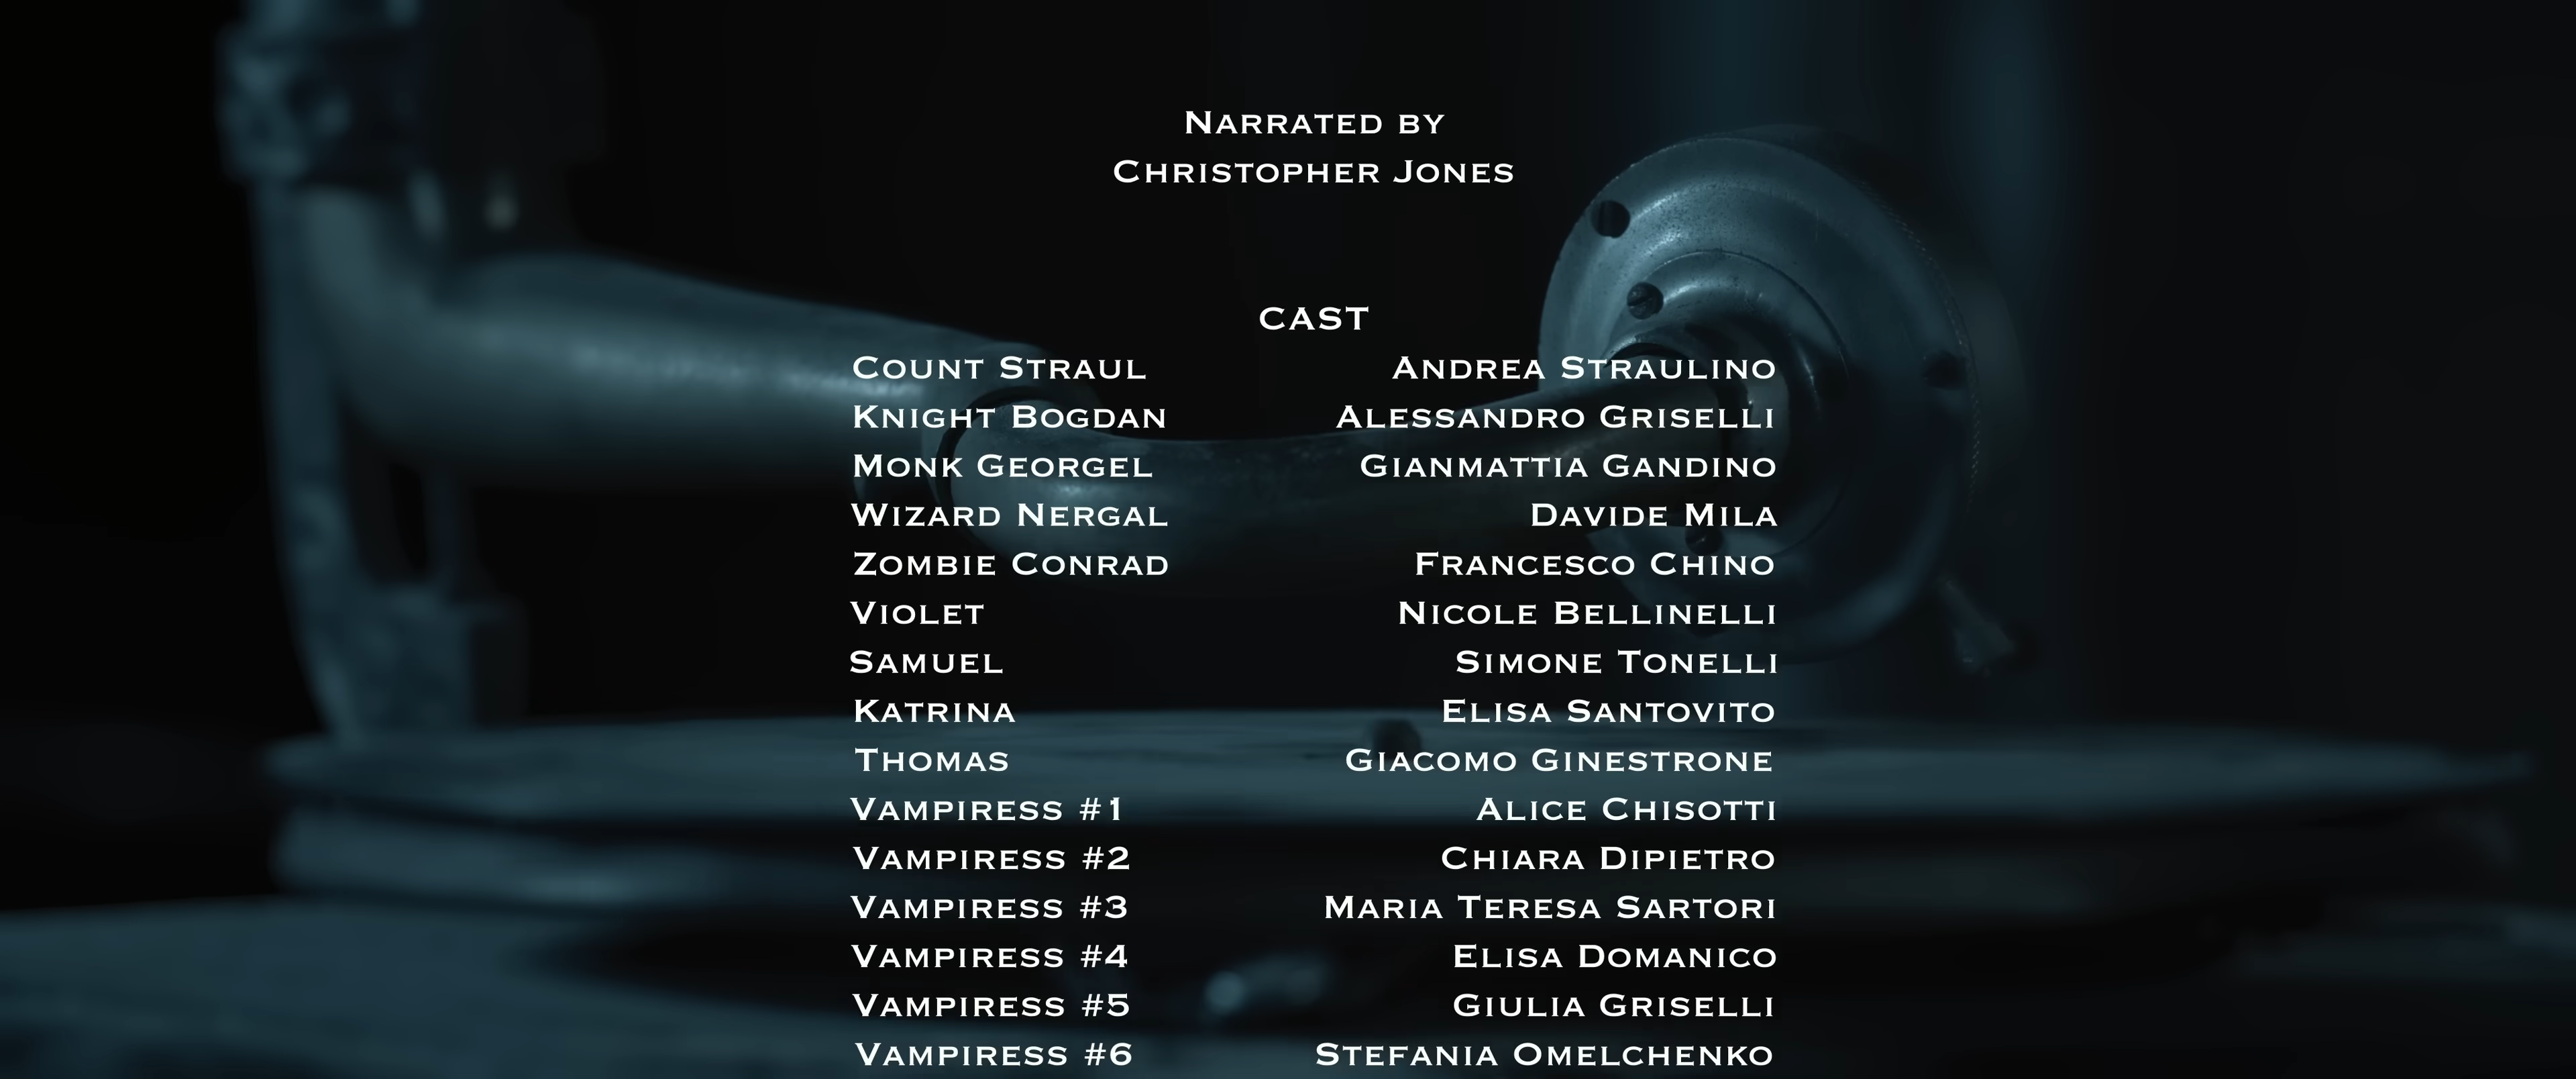 Narrated by
Christopher Jones
CAST
Count Straul Andrea Straulino
Knight Bogdan Alessandro Griselli
Monk Georgel Gianmattia Gandino
Wizard Nergal Davide Mila
Zombie Conrad Francesco Chino
Violet Nicole Bellinelli
Samuel Simone Tonelli
Katrina Elisa Santovito
Thomas Giacomo Ginestrone
Vampiress #1 Alice Chisotti
Vampiress #2 Chiara Dipietro
Vampiress #3 Maria Teresa Sartori
Vampiress #4 Elisa Domanico
Vampiress #5 Giulia Griselli
Vampiress #6 Stefania Omelchenko